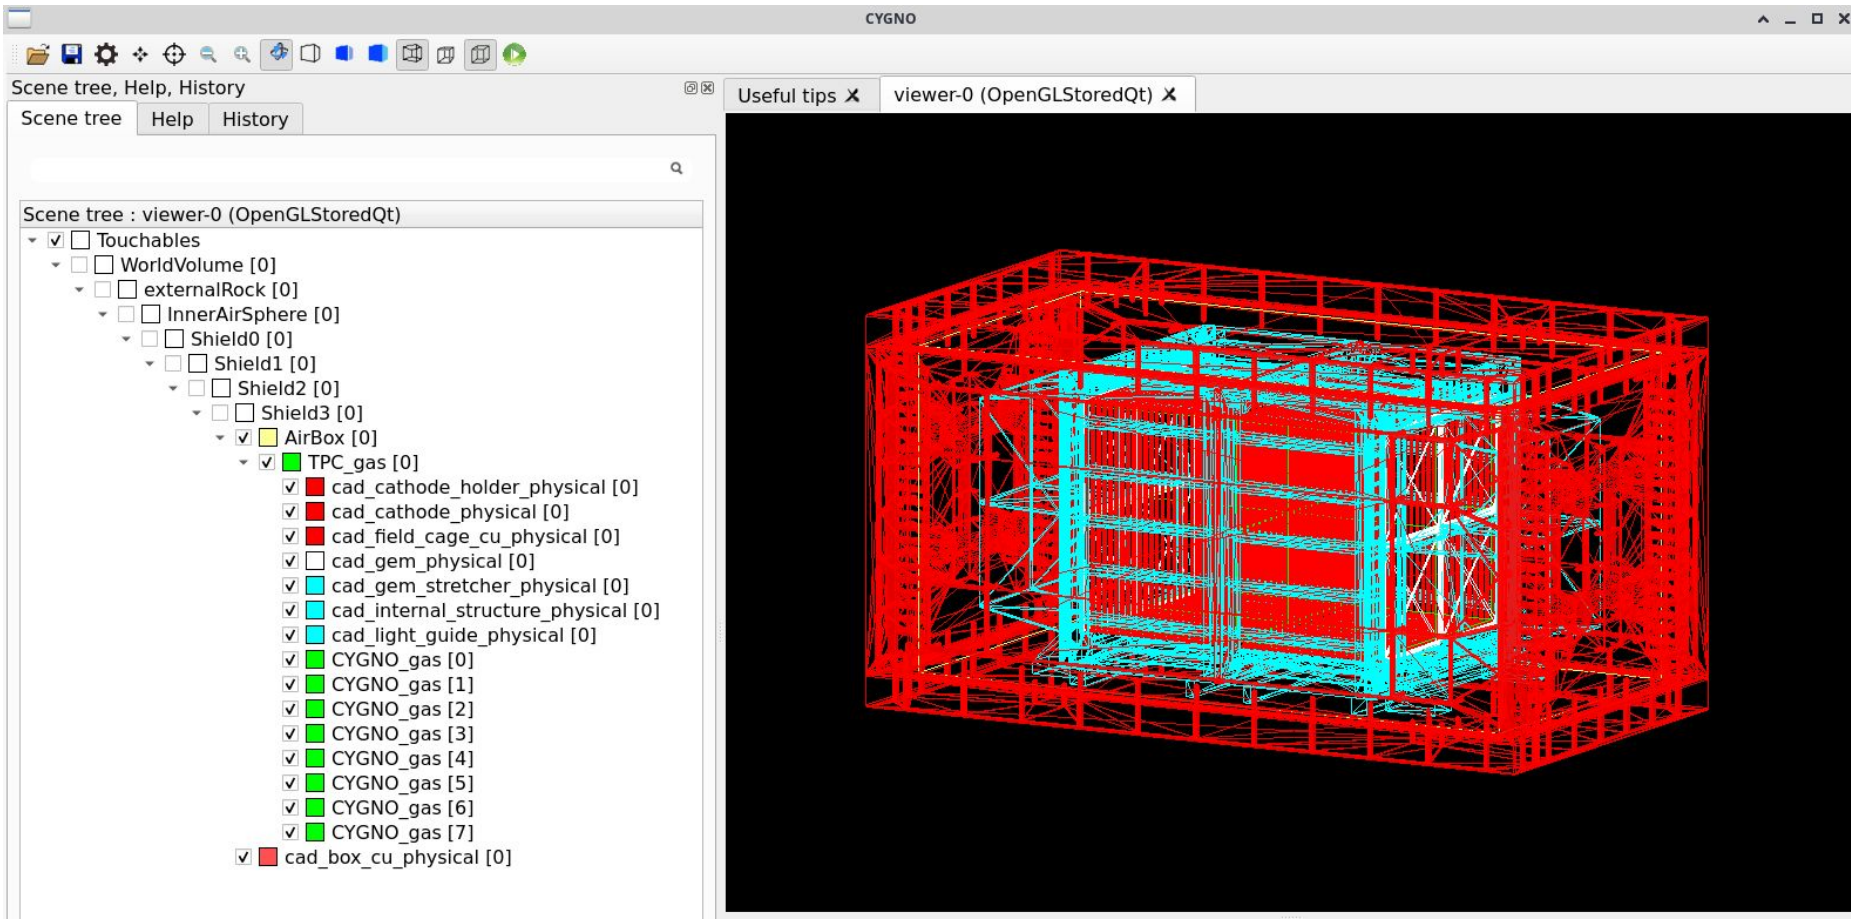 CYGNO
Scene tree, Help, History
Scene tree Help History
Useful tips viewer-0 (OpenGLStoredQt)
Scene tree : viewer-0 (OpenGLStoredQt)
Touchables
WorldVolume [0]
externalRock [0]
InnerAirSphere [0]
Shield0 [0]
Shield1 [0]
Shield2 [0]
Shield3 [0]
AirBox [0]
TPC_gas [0]
cad_cathode_holder_physical [0]
cad_cathode_physical [0]
cad_field_cage_cu_physical [0]
cad_gem_physical [0]
cad_gem_stretcher_physical [0]
cad_internal_structure_physical [0]
cad_light_guide_physical [0]
CYGNO_gas [0]
CYGNO_gas [1]
CYGNO_gas [2]
CYGNO_gas [3]
CYGNO_gas [4]
CYGNO_gas [5]
CYGNO_gas [6]
CYGNO_gas [7]
cad_box_cu_physical [0]